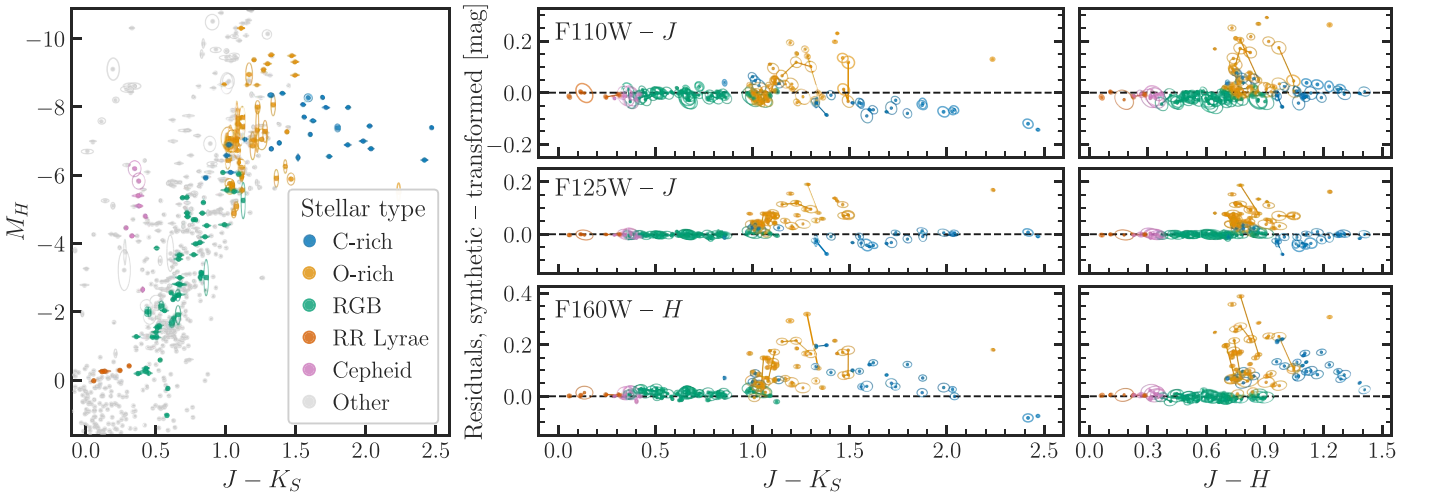 −10
−8
−6
−4
−2
0
M_H
0.0 0.5 1.0 1.5 2.0 2.5
J − K_S
Stellar type
C-rich
O-rich
RGB
RR Lyrae
Cepheid
Other
Residuals, synthetic − transformed [mag]
F110W − J
0.2
0.0
−0.2
F125W − J
0.2
0.0
F160W − H
0.4
0.2
0.0
0.0 0.5 1.0 1.5 2.0 2.5
J − K_S
0.0 0.3 0.6 0.9 1.2 1.5
J − H